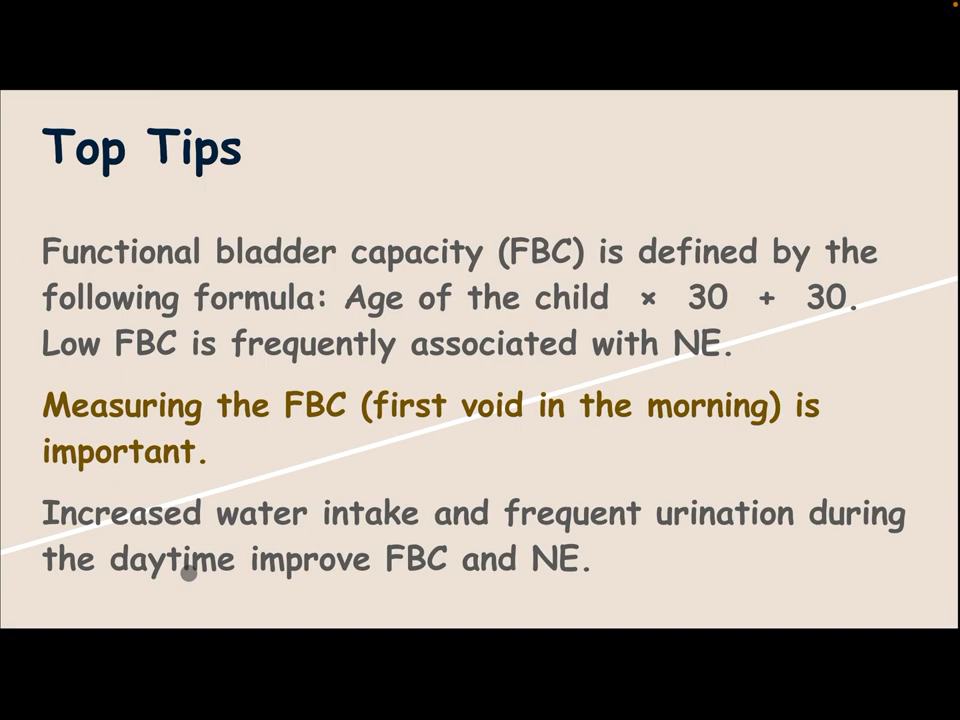 Top Tips
Functional bladder capacity (FBC) is defined by the
following formula: Age of the child × 30 + 30.
Low FBC is frequently associated with NE.
Measuring the FBC (first void in the morning) is
important.
Increased water intake and frequent urination during
the daytime improve FBC and NE.